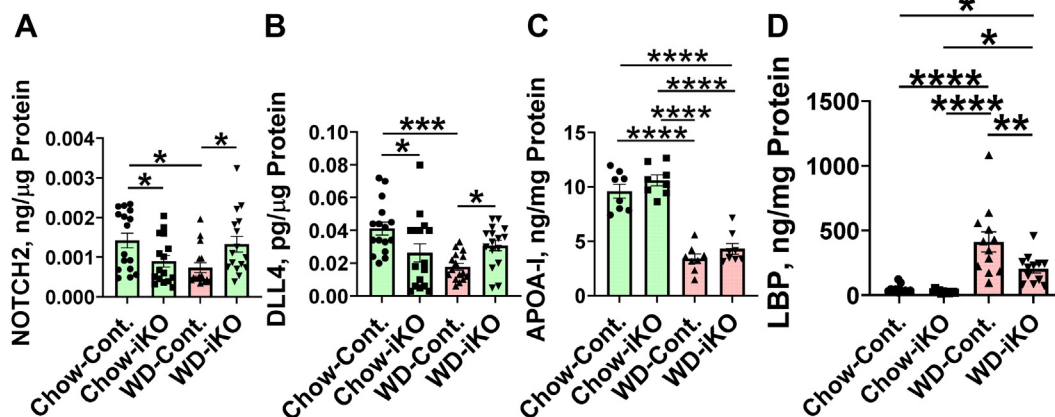 A
NOTCH2, ng/μg Protein
0.004
0.003
0.002
0.001
0.000
*
*
*
Chow-Cont.
Chow-iKO
WD-Cont.
WD-iKO
B
DLL4, pg/μg Protein
0.10
0.08
0.06
0.04
0.02
0.00
***
*
*
Chow-Cont.
Chow-iKO
WD-Cont.
WD-iKO
C
APOA-I, ng/mg Protein
15
10
5
0
****
****
****
****
Chow-Cont.
Chow-iKO
WD-Cont.
WD-iKO
D
LBP, ng/mg Protein
1500
1000
500
0
*
*
****
****
**
Chow-Cont.
Chow-iKO
WD-Cont.
WD-iKO